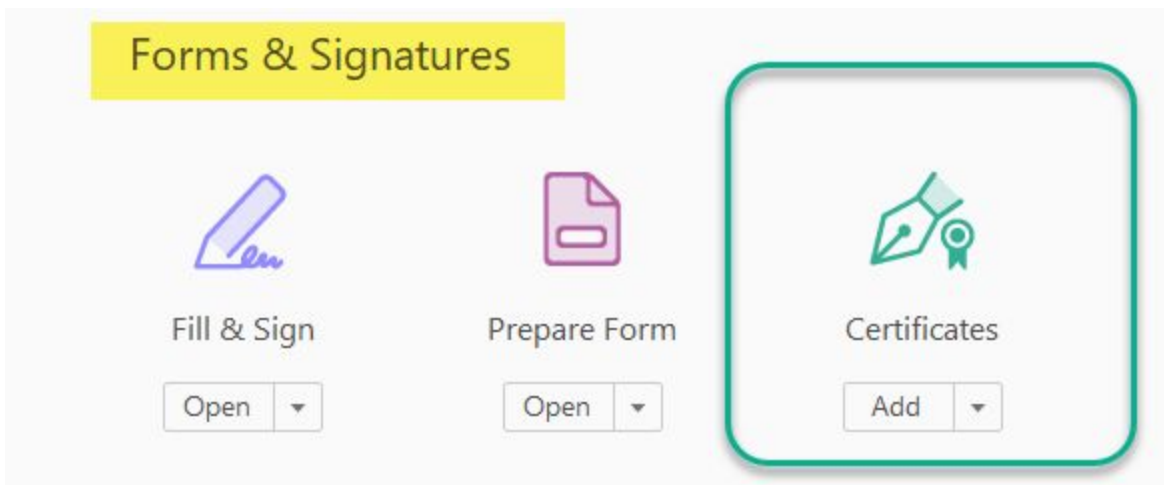 Forms & Signatures
Fill & Sign
Prepare Form
Certificates
Open
Open
Add